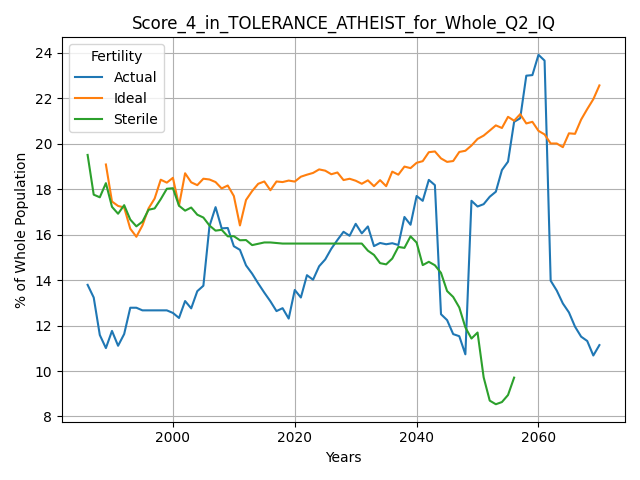 Score_4_in_TOLERANCE_ATHEIST_for_Whole_Q2_IQ
Fertility
Actual
Ideal
Sterile
% of Whole Population
24
22
20
18
16
14
12
10
8
2000 2020 2040 2060
Years